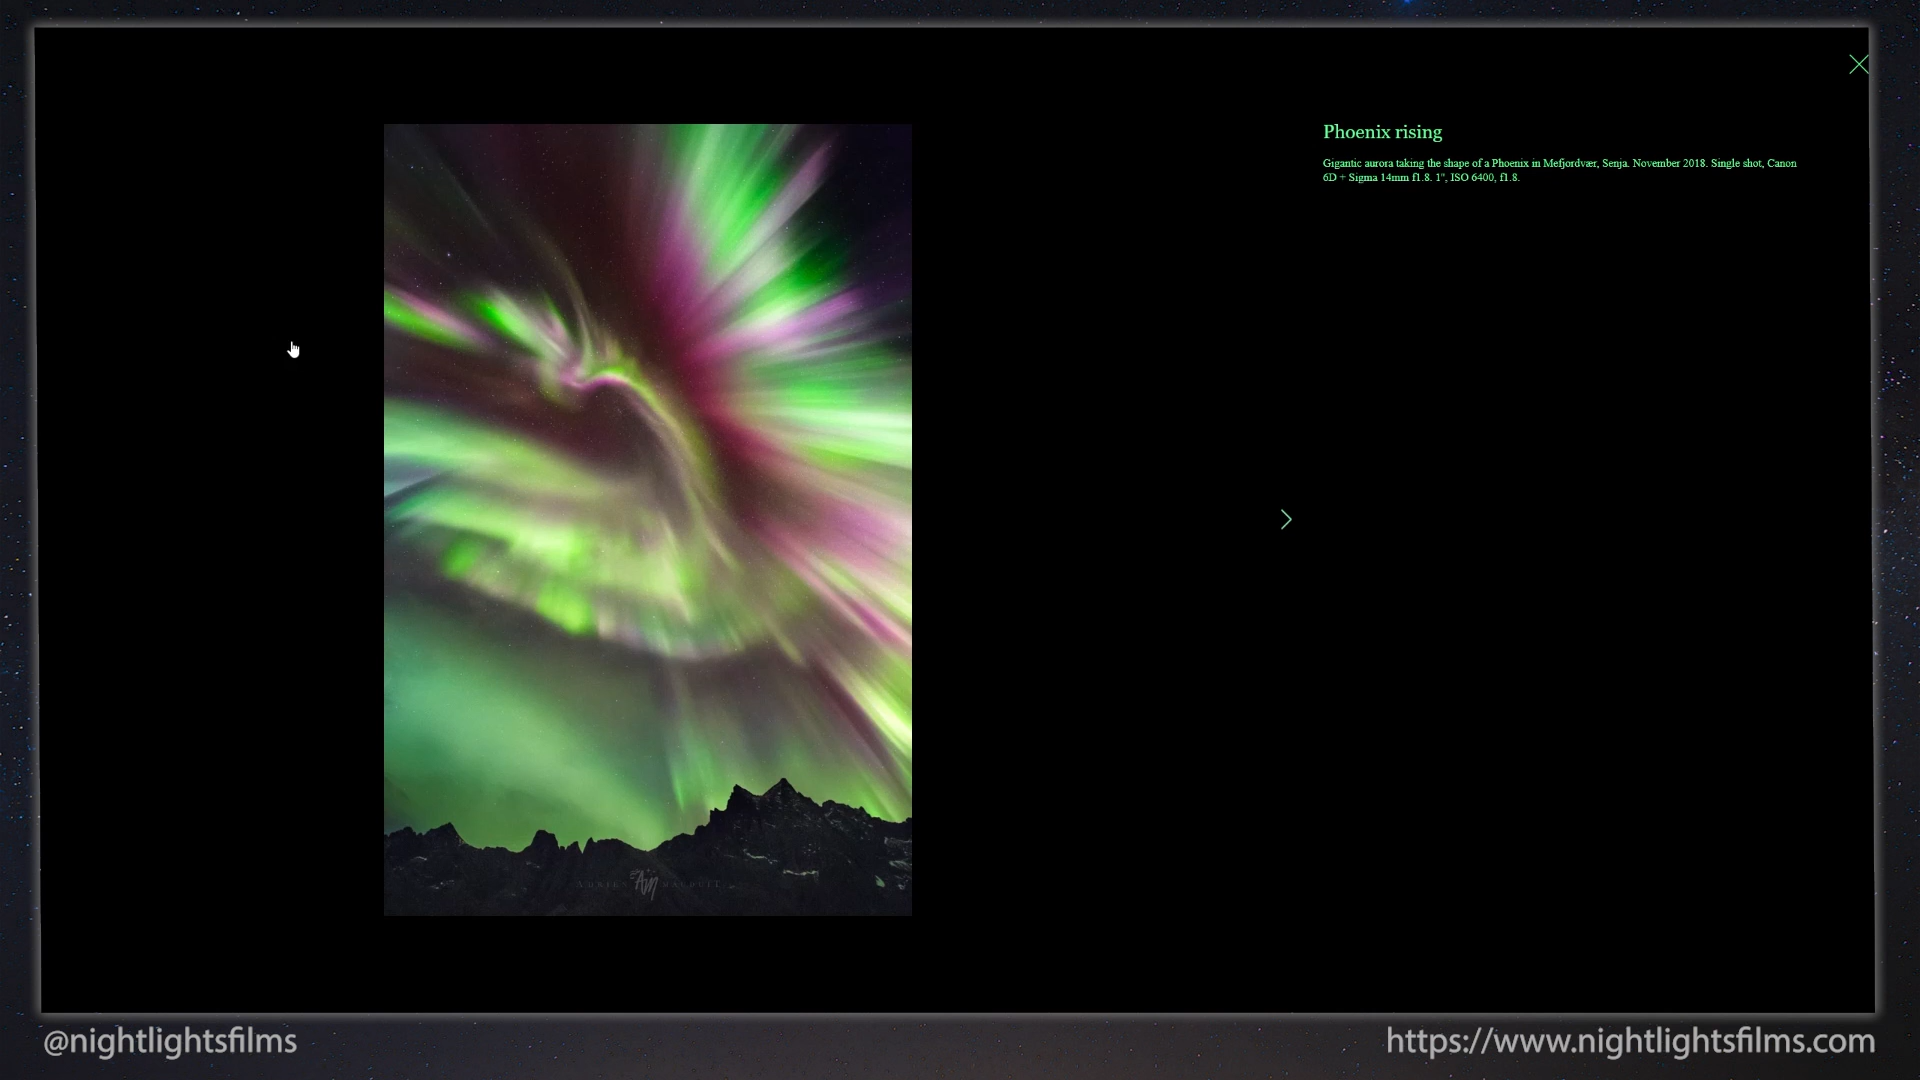 Phoenix rising
Gigantic aurora taking the shape of a Phoenix in Mefjordvær, Senja. November 2018. Single shot, Canon
6D + Sigma 14mm f1.8. 1", ISO 6400, f1.8.
@nightlightsfilms
https://www.nightlightsfilms.com